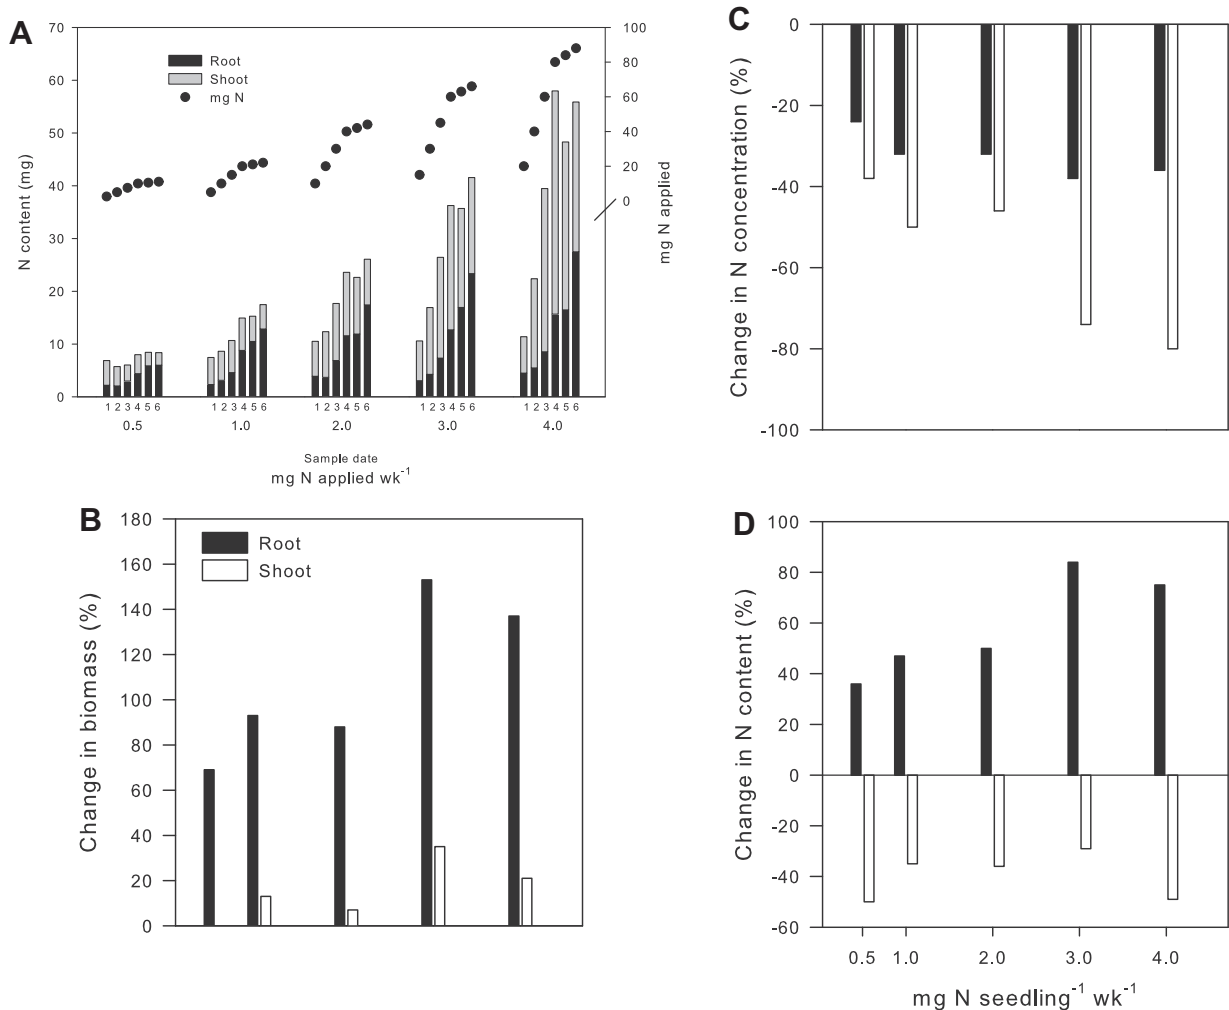 A
70
60
50
40
30
20
10
0
N content (mg)
Root
Shoot
mg N
100
80
60
40
20
0
mg N applied
1 2 3 4 5 6 1 2 3 4 5 6 1 2 3 4 5 6 1 2 3 4 5 6 1 2 3 4 5 6
0.5 1.0 2.0 3.0 4.0
Sample date
mg N applied wk⁻¹
B
180
160
140
120
100
80
60
40
20
0
Change in biomass (%)
Root
Shoot
C
0
-20
-40
-60
-80
-100
Change in N concentration (%)
D
100
80
60
40
20
0
-20
-40
-60
Change in N content (%)
0.5 1.0 2.0 3.0 4.0
mg N seedling⁻¹ wk⁻¹